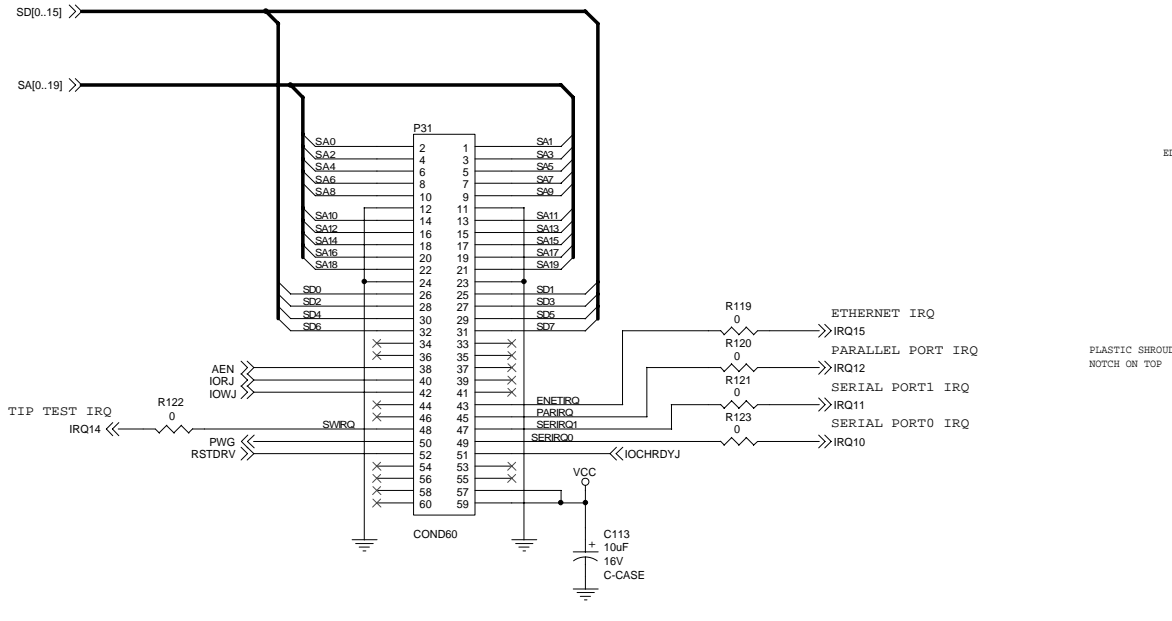 SD[0..15]
SA[0..19]
P31
SA0 2 1 SA1
SA2 4 3 SA3
SA4 6 5 SA5
SA6 8 7 SA7
SA8 10 9 SA9
12 11
SA10 14 13 SA11
SA12 16 15 SA13
SA14 18 17 SA15
SA16 20 19 SA17
SA18 22 21 SA19
24 23
SD0 26 25 SD1
SD2 28 27 SD3
SD4 30 29 SD5
SD6 32 31 SD7
34 33
36 35
AEN 38 37
IORJ 40 39
IOWJ 42 41
44 43 ENETIRQ
46 45 PARIRQ
SWIRQ 48 47 SERIRQ1
PWG 50 49 SERIRQ0
RSTDRV 52 51 IOCHRDYJ
54 53
56 55
58 57
60 59
COND60
TIP TEST IRQ
IRQ14
R122
0
R119
0
ETHERNET IRQ
IRQ15
R120
0
PARALLEL PORT IRQ
IRQ12
R121
0
SERIAL PORT1 IRQ
IRQ11
R123
0
SERIAL PORT0 IRQ
IRQ10
VCC
+
C113
10uF
16V
C-CASE
PLASTIC
NOTCH ON TOP